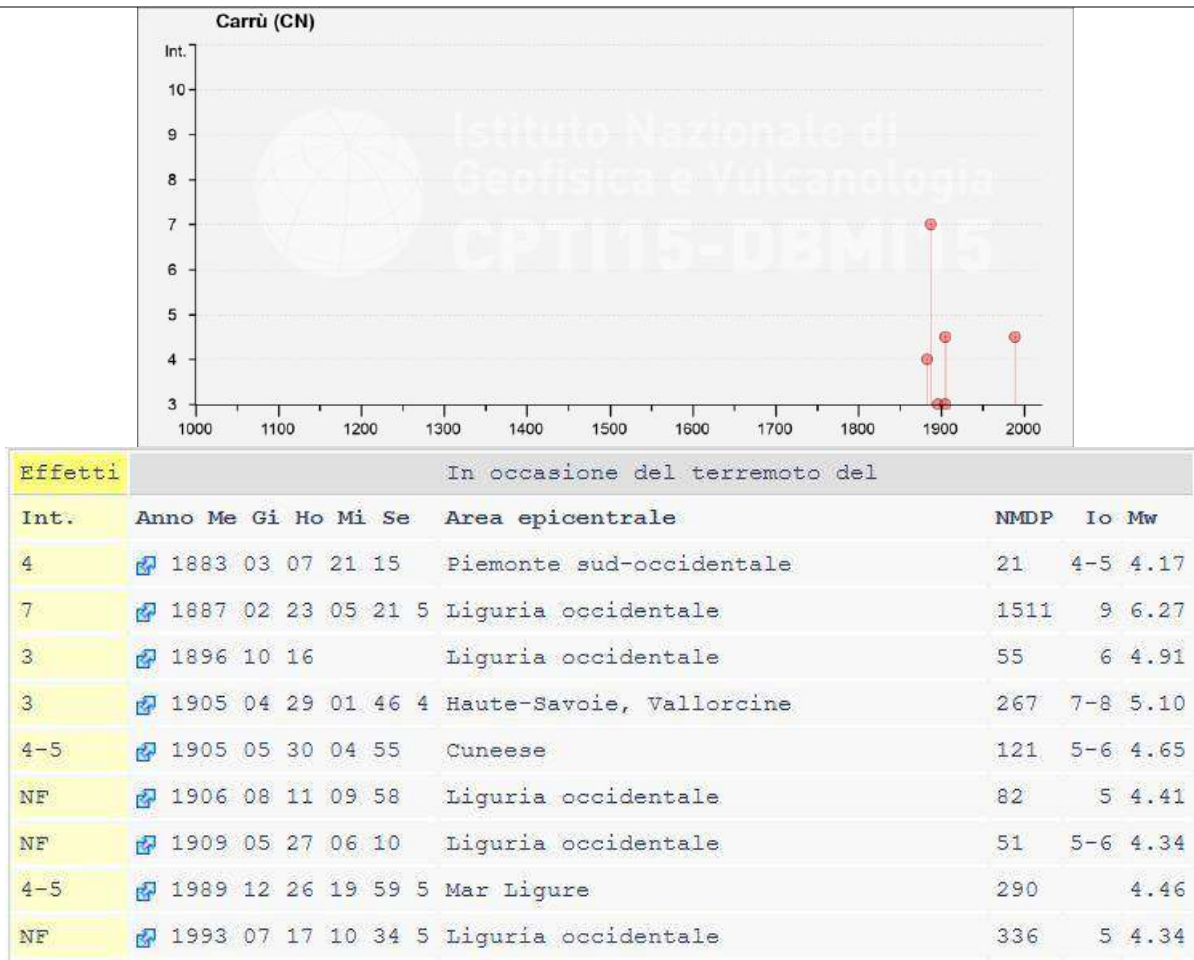 Carrù (CN)
Int.
10
9
8
7
6
5
4
3
1000 1100 1200 1300 1400 1500 1600 1700 1800 1900 2000
Istituto Nazionale di
Geofisica e Vulcanologia
CPTI15-DBMI15
Effetti In occasione del terremoto del
Int. Anno Me Gi Ho Mi Se Area epicentrale NMDP Io Mw
4 1883 03 07 21 15 Piemonte sud-occidentale 21 4-5 4.17
7 1887 02 23 05 21 5 Liguria occidentale 1511 9 6.27
3 1896 10 16 Liguria occidentale 55 6 4.91
3 1905 04 29 01 46 4 Haute-Savoie, Vallorcine 267 7-8 5.10
4-5 1905 05 30 04 55 Cuneese 121 5-6 4.65
NF 1906 08 11 09 58 Liguria occidentale 82 5 4.41
NF 1909 05 27 06 10 Liguria occidentale 51 5-6 4.34
4-5 1989 12 26 19 59 5 Mar Ligure 290 4.46
NF 1993 07 17 10 34 5 Liguria occidentale 336 5 4.34